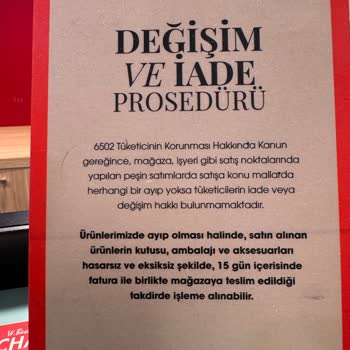 DEĞİŞİM
VE İADE
PROSEDÜRÜ
6502 Tüketicinin Korunması Hakkında Kanun
gereğince, mağaza, işyeri gibi satış noktalarında
yapılan peşin satımlarda satışa konu mallarda
herhangi bir ayıp yoksa tüketicilerin iade veya
değişim hakkı bulunmamaktadır.
Ürünlerimizde ayıp olması halinde, satın alınan
ürünlerin kutusu, ambalajı ve aksesuarları
hasarsız ve eksiksiz şekilde, 15 gün içerisinde
fatura ile birlikte mağazaya teslim edildiği
takdirde işleme alınabilir.